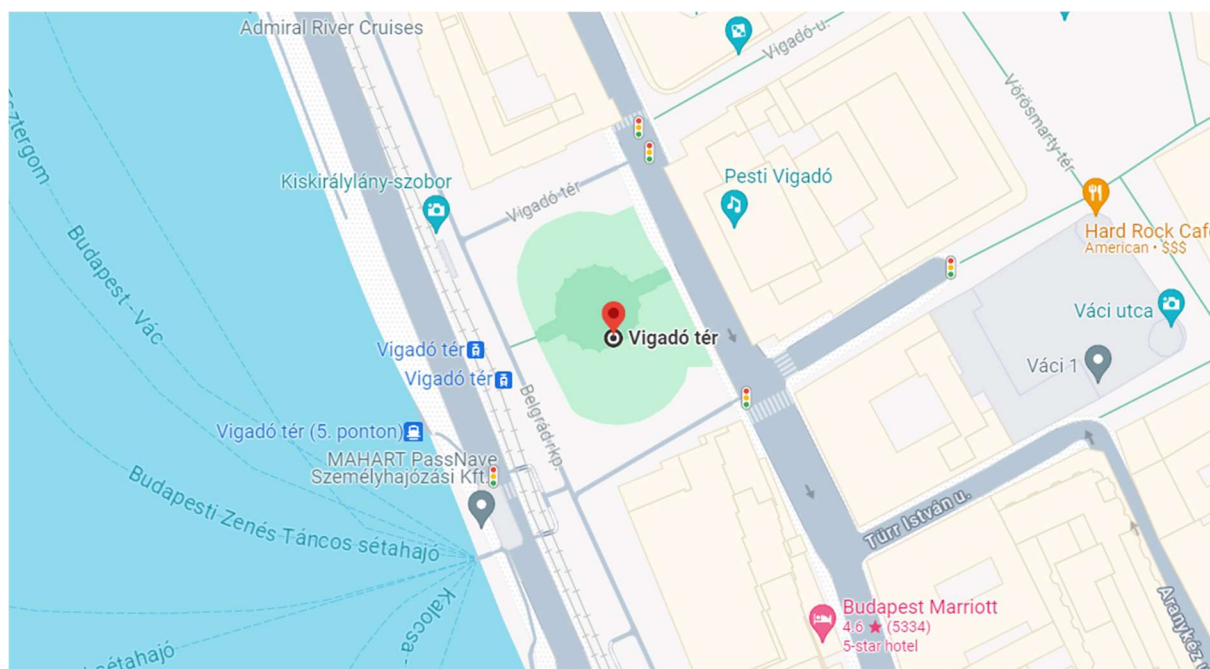 Admiral River Cruises
Vigadó u.
Vörösmarty tér
Esztergom
Budapest - Vác
Kiskirálylány-szobor
Vigadó tér
Pesti Vigadó
Hard Rock Caf
American • $$$
Vigadó tér
Váci utca
Vigadó tér
Vigadó tér
Váci 1
Belgrád rkp.
Vigadó tér (5. ponton)
MAHART PassNave
Személyhajózási Kft.
Budapesti Zenés Táncos sétahajó
Türr István u.
Kalocsa -
sétahajó
Budapest Marriott
4.6 ★ (5334)
5-star hotel
Aranykéz u